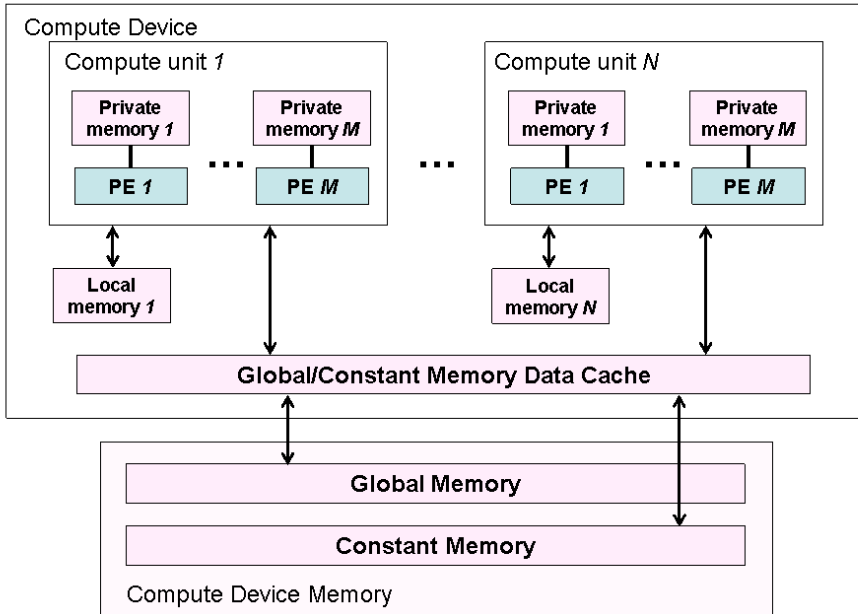 Compute Device
Compute unit 1
Compute unit N
Private
memory 1
Private
memory M
Private
memory 1
Private
memory M
...
...
...
PE 1
PE M
PE 1
PE M
Local
memory 1
Local
memory N
Global/Constant Memory Data Cache
Global Memory
Constant Memory
Compute Device Memory